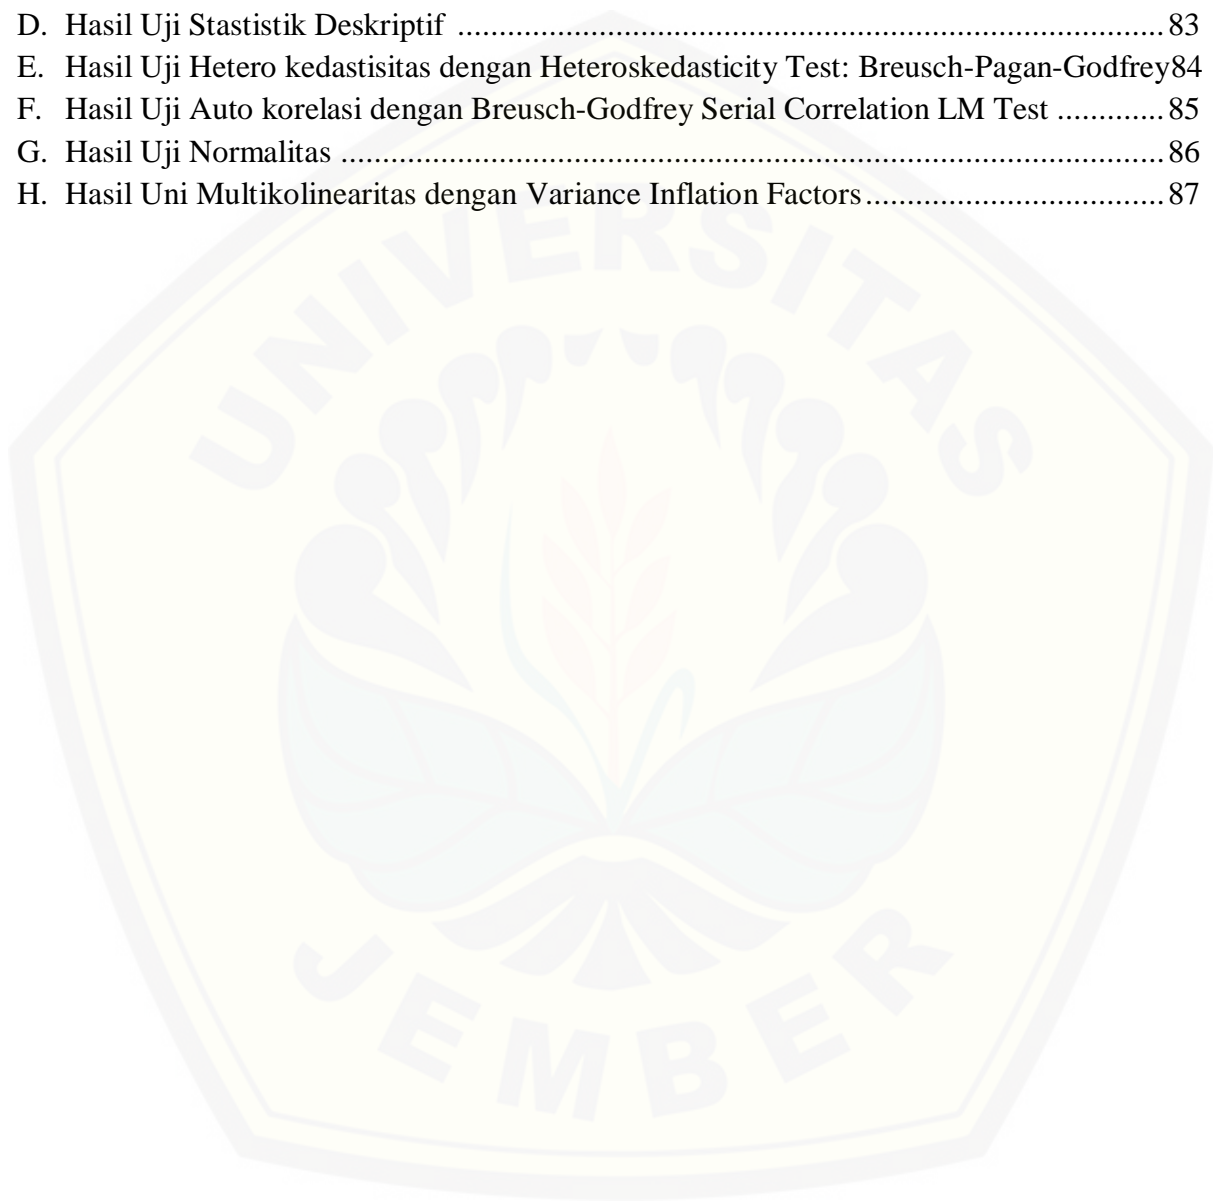 D. Hasil Uji Stastistik Deskriptif ........................................................................... 83
E. Hasil Uji Hetero kedastisitas dengan Heteroskedasticity Test: Breusch-Pagan-Godfrey84
F. Hasil Uji Auto korelasi dengan Breusch-Godfrey Serial Correlation LM Test ............. 85
G. Hasil Uji Normalitas ........................................................................................ 86
H. Hasil Uni Multikolinearitas dengan Variance Inflation Factors ................................ 87
UNIVERSITAS
JEMBER